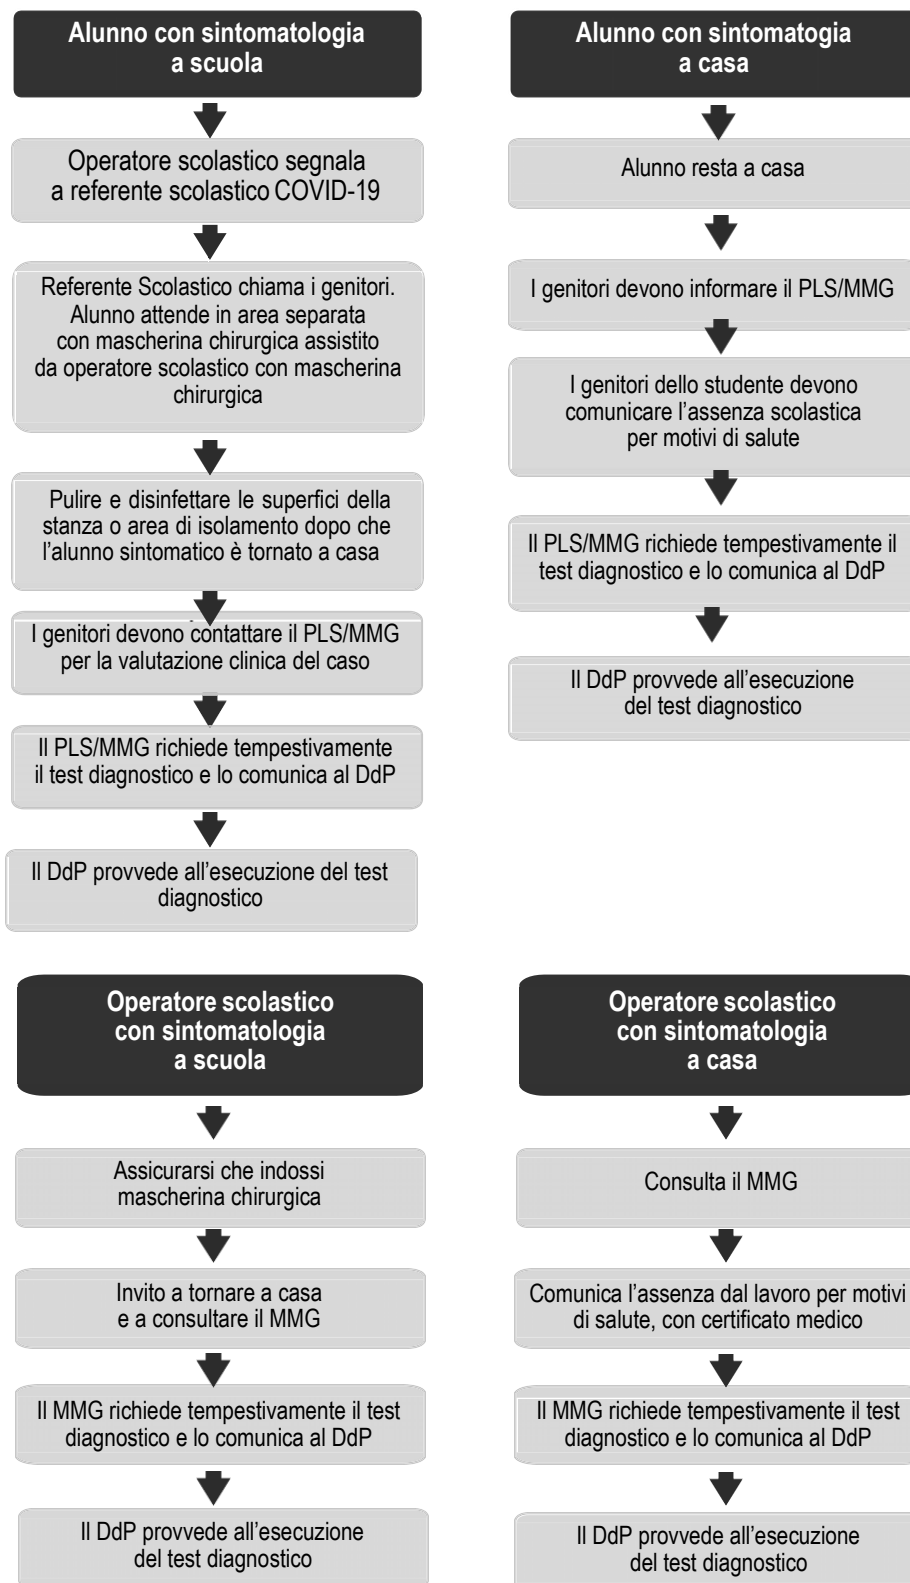 Alunno con sintomatologia
a scuola
Operatore scolastico segnala
a referente scolastico COVID-19
Referente Scolastico chiama i genitori.
Alunno attende in area separata
con mascherina chirurgica assistito
da operatore scolastico con mascherina
chirurgica
Pulire e disinfettare le superfici della
stanza o area di isolamento dopo che
l’alunno sintomatico è tornato a casa
I genitori devono contattare il PLS/MMG
per la valutazione clinica del caso
Il PLS/MMG richiede tempestivamente
il test diagnostico e lo comunica al DdP
Il DdP provvede all’esecuzione del test
diagnostico
Alunno con sintomatogia
a casa
Alunno resta a casa
I genitori devono informare il PLS/MMG
I genitori dello studente devono
comunicare l’assenza scolastica
per motivi di salute
Il PLS/MMG richiede tempestivamente il
test diagnostico e lo comunica al DdP
Il DdP provvede all’esecuzione
del test diagnostico
Operatore scolastico
con sintomatologia
a scuola
Assicurarsi che indossi
mascherina chirurgica
Invito a tornare a casa
e a consultare il MMG
Il MMG richiede tempestivamente il test
diagnostico e lo comunica al DdP
Il DdP provvede all’esecuzione
del test diagnostico
Operatore scolastico
con sintomatologia
a casa
Consulta il MMG
Comunica l’assenza dal lavoro per motivi
di salute, con certificato medico
Il MMG richiede tempestivamente il test
diagnostico e lo comunica al DdP
Il DdP provvede all’esecuzione
del test diagnostico